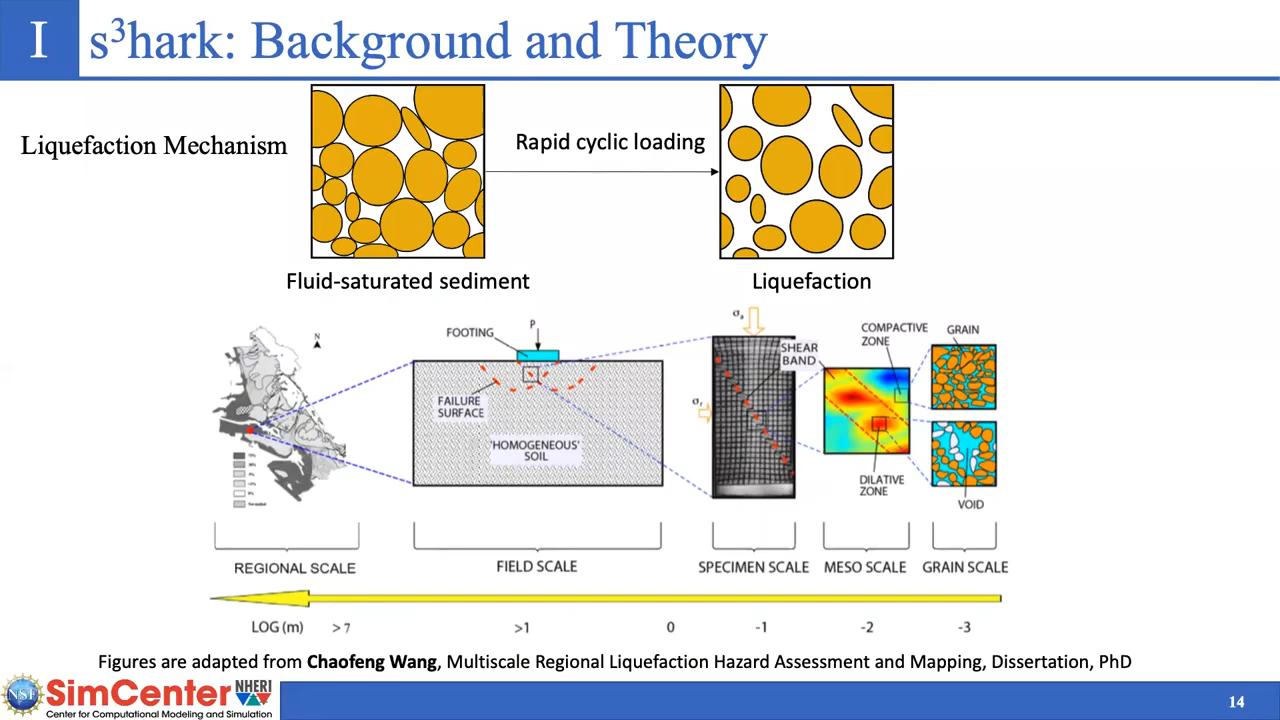 I
s³hark: Background and Theory
Liquefaction Mechanism
Rapid cyclic loading
Fluid-saturated sediment
Liquefaction
N
FOOTING
P
FAILURE
SURFACE
'HOMOGENEOUS'
SOIL
σa
σr
SHEAR
BAND
COMPACTIVE
ZONE
GRAIN
DILATIVE
ZONE
VOID
REGIONAL SCALE
FIELD SCALE
SPECIMEN SCALE
MESO SCALE
GRAIN SCALE
LOG (m) >7 >1 0 -1 -2 -3
Figures are adapted from Chaofeng Wang, Multiscale Regional Liquefaction Hazard Assessment and Mapping, Dissertation, PhD
NSF
SimCenter
NHERI
Center for Computational Modeling and Simulation
14